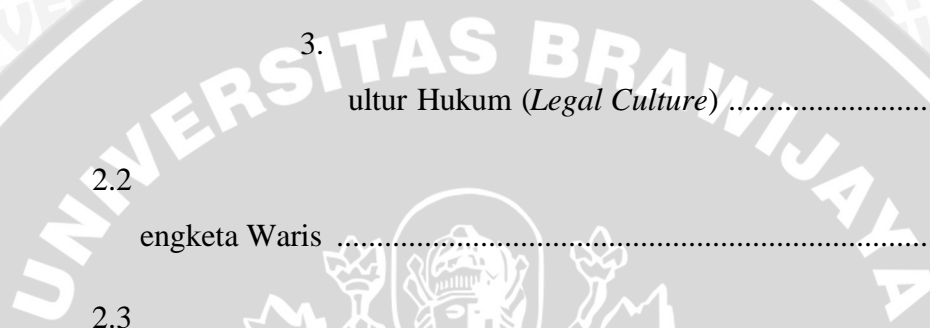 UNIVERSITAS BRAWIJAYA
3.
ultur Hukum (Legal Culture) ........................
2.2
engketa Waris ........................................................................
2.3